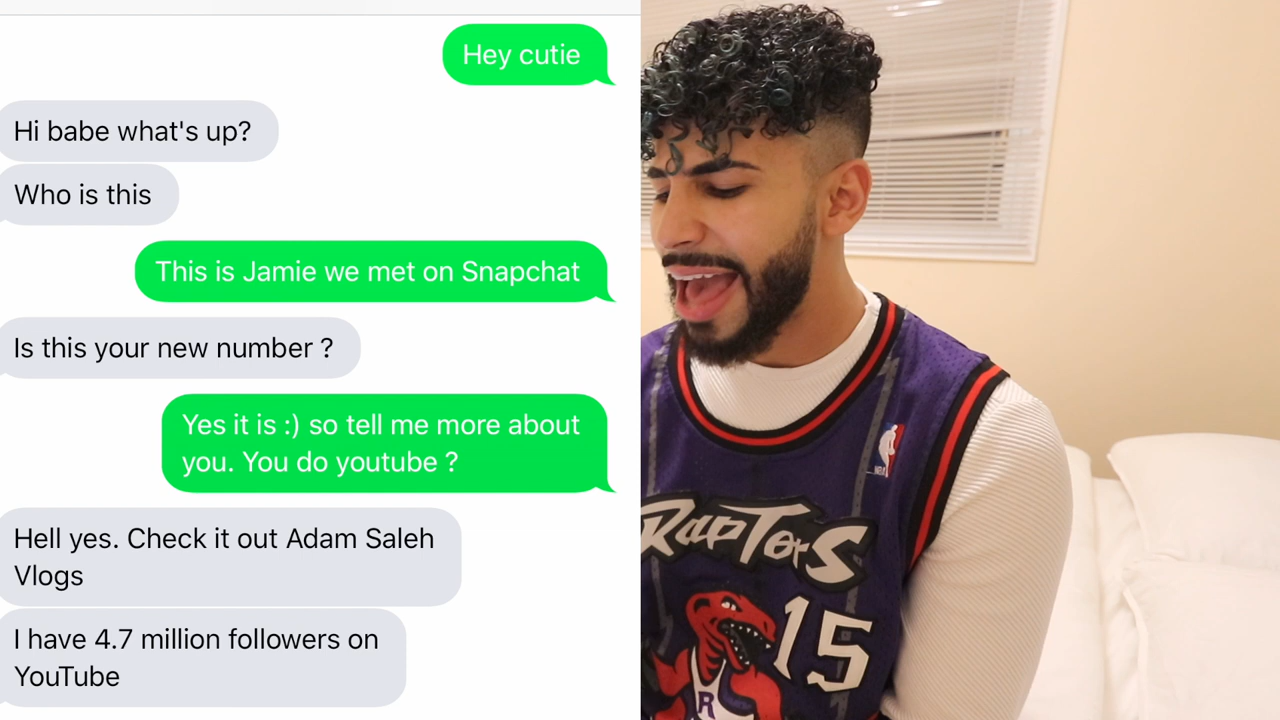 Hey cutie
Hi babe what's up?
Who is this
This is Jamie we met on Snapchat
Is this your new number ?
Yes it is :) so tell me more about
you. You do youtube ?
Hell yes. Check it out Adam Saleh
Vlogs
I have 4.7 million followers on
YouTube
NBA
RAPTORS
15
R